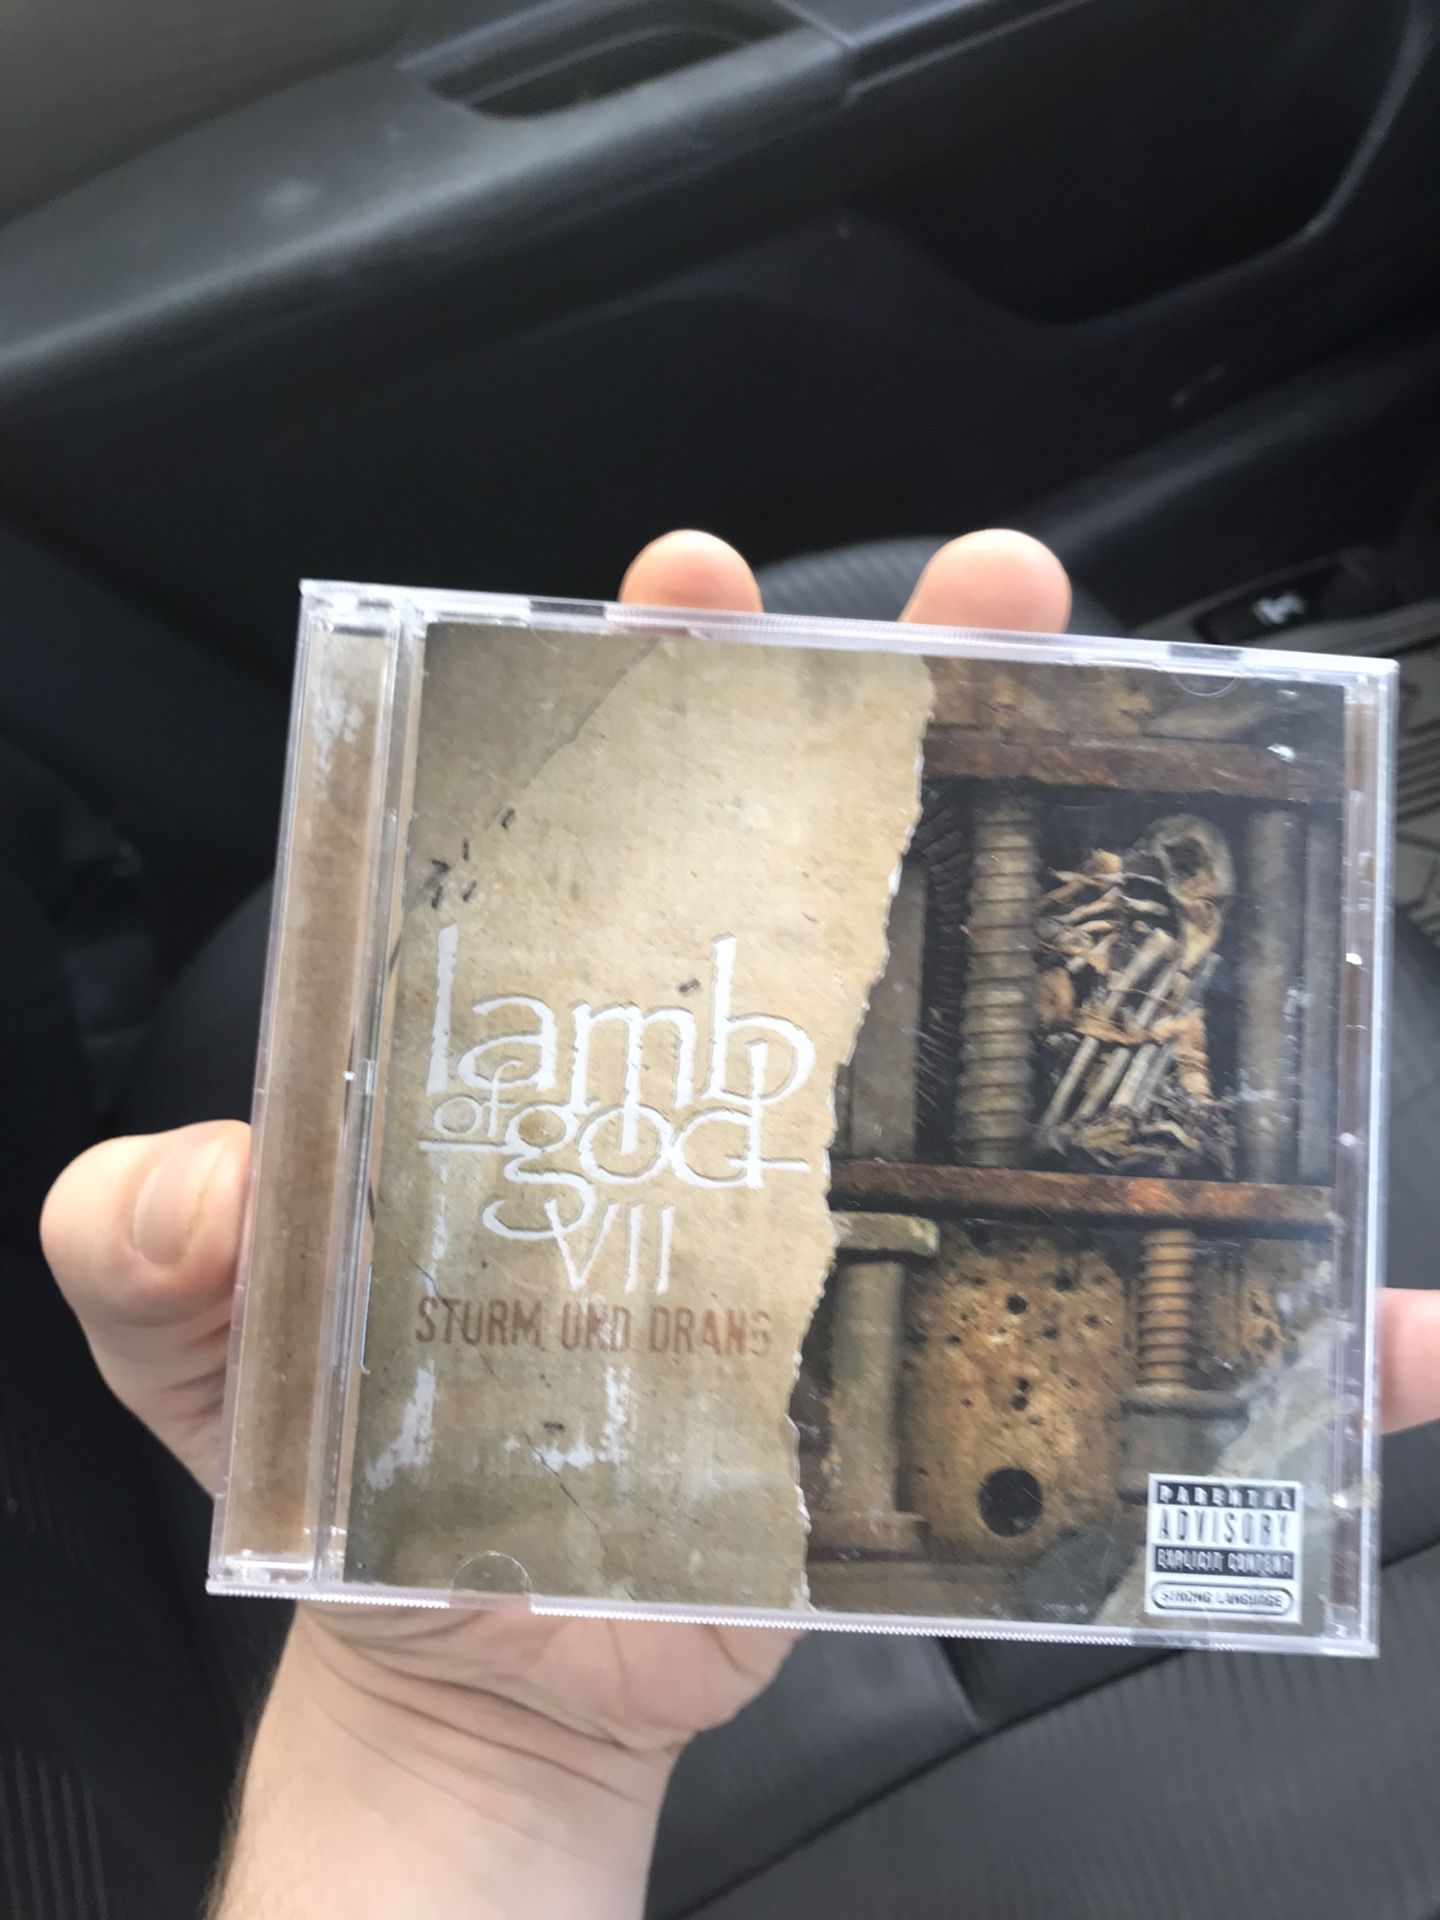 lamb
of god
VII
STURM UND DRANG
PARENTAL
ADVISORY
EXPLICIT CONTENT
STRONG LANGUAGE